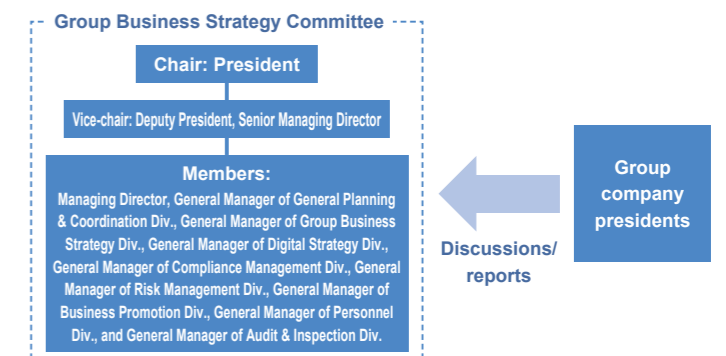 Group Business Strategy Committee
Chair: President
Vice-chair: Deputy President, Senior Managing Director
Members:
Managing Director, General Manager of General Planning
& Coordination Div., General Manager of Group Business
Strategy Div., General Manager of Digital Strategy Div.,
General Manager of Compliance Management Div., General
Manager of Risk Management Div., General Manager of
Business Promotion Div., General Manager of Personnel
Div., and General Manager of Audit & Inspection Div.
Discussions/
reports
Group
company
presidents